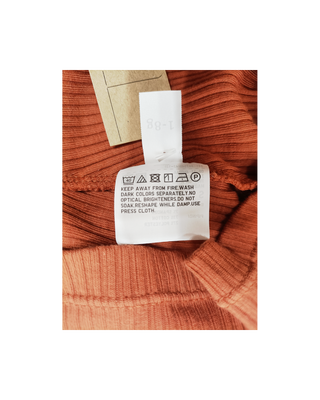 KEEP AWAY FROM FIRE,WASH
DARK COLORS SEPARATELY,NO
OPTICAL BRIGHTENERS.DO NOT
SOAK.RESHAPE WHILE DAMP.USE
PRESS CLOTH.